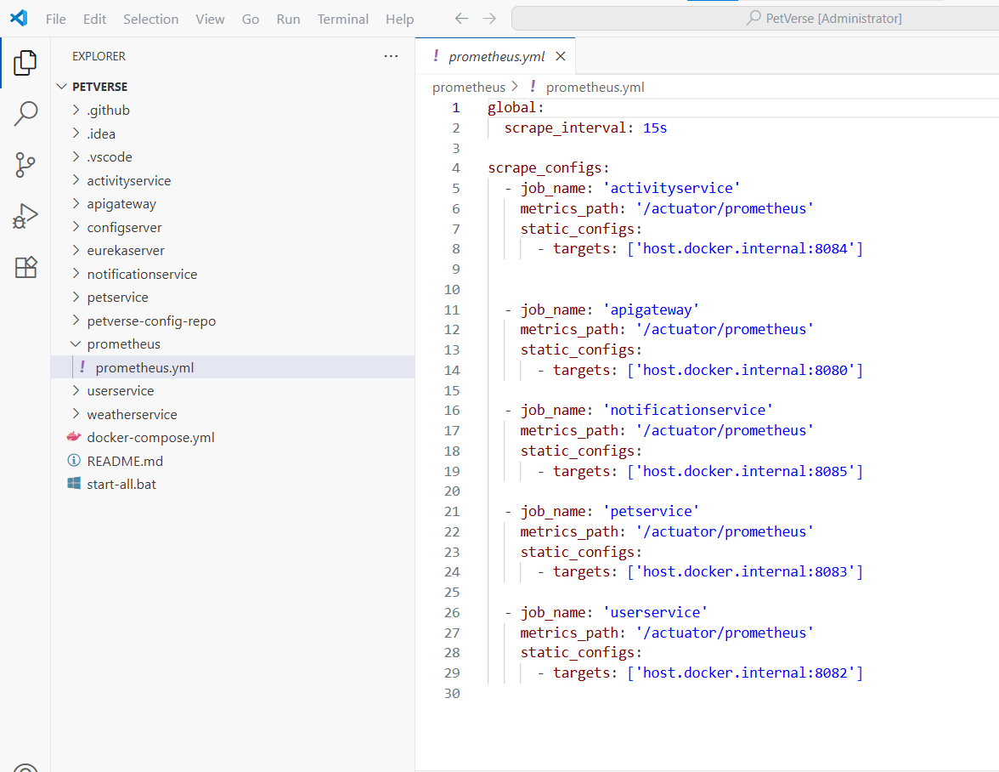 File Edit Selection View Go Run Terminal Help
PetVerse [Administrator]
EXPLORER
PETVERSE
.github
.idea
.vscode
activityservice
apigateway
configserver
eurekaserver
notificationservice
petservice
petverse-config-repo
prometheus
! prometheus.yml
userservice
weatherservice
docker-compose.yml
README.md
start-all.bat
! prometheus.yml
prometheus > ! prometheus.yml
1 global:
2   scrape_interval: 15s
3
4 scrape_configs:
5   - job_name: 'activityservice'
6     metrics_path: '/actuator/prometheus'
7     static_configs:
8       - targets: ['host.docker.internal:8084']
9
10
11   - job_name: 'apigateway'
12     metrics_path: '/actuator/prometheus'
13     static_configs:
14       - targets: ['host.docker.internal:8080']
15
16   - job_name: 'notificationservice'
17     metrics_path: '/actuator/prometheus'
18     static_configs:
19       - targets: ['host.docker.internal:8085']
20
21   - job_name: 'petservice'
22     metrics_path: '/actuator/prometheus'
23     static_configs:
24       - targets: ['host.docker.internal:8083']
25
26   - job_name: 'userservice'
27     metrics_path: '/actuator/prometheus'
28     static_configs:
29       - targets: ['host.docker.internal:8082']
30